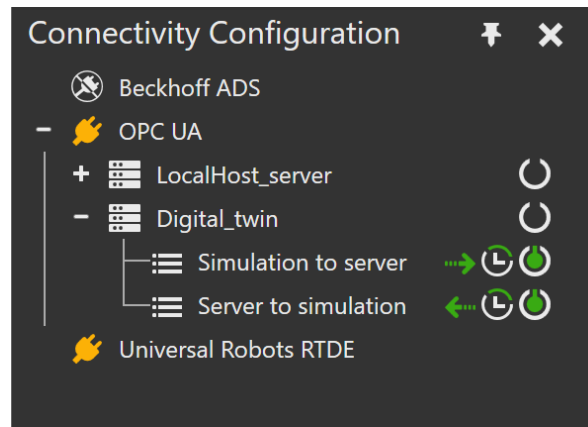 Connectivity Configuration
Beckhoff ADS
OPC UA
LocalHost_server
Digital_twin
Simulation to server
Server to simulation
Universal Robots RTDE